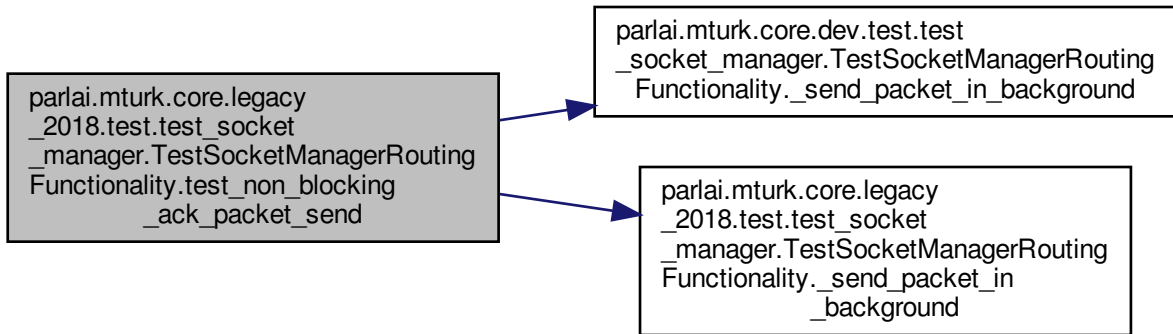 parlai.mturk.core.legacy
_2018.test.test_socket
_manager.TestSocketManagerRouting
Functionality.test_non_blocking
_ack_packet_send
parlai.mturk.core.dev.test.test
_socket_manager.TestSocketManagerRouting
Functionality._send_packet_in_background
parlai.mturk.core.legacy
_2018.test.test_socket
_manager.TestSocketManagerRouting
Functionality._send_packet_in
_background